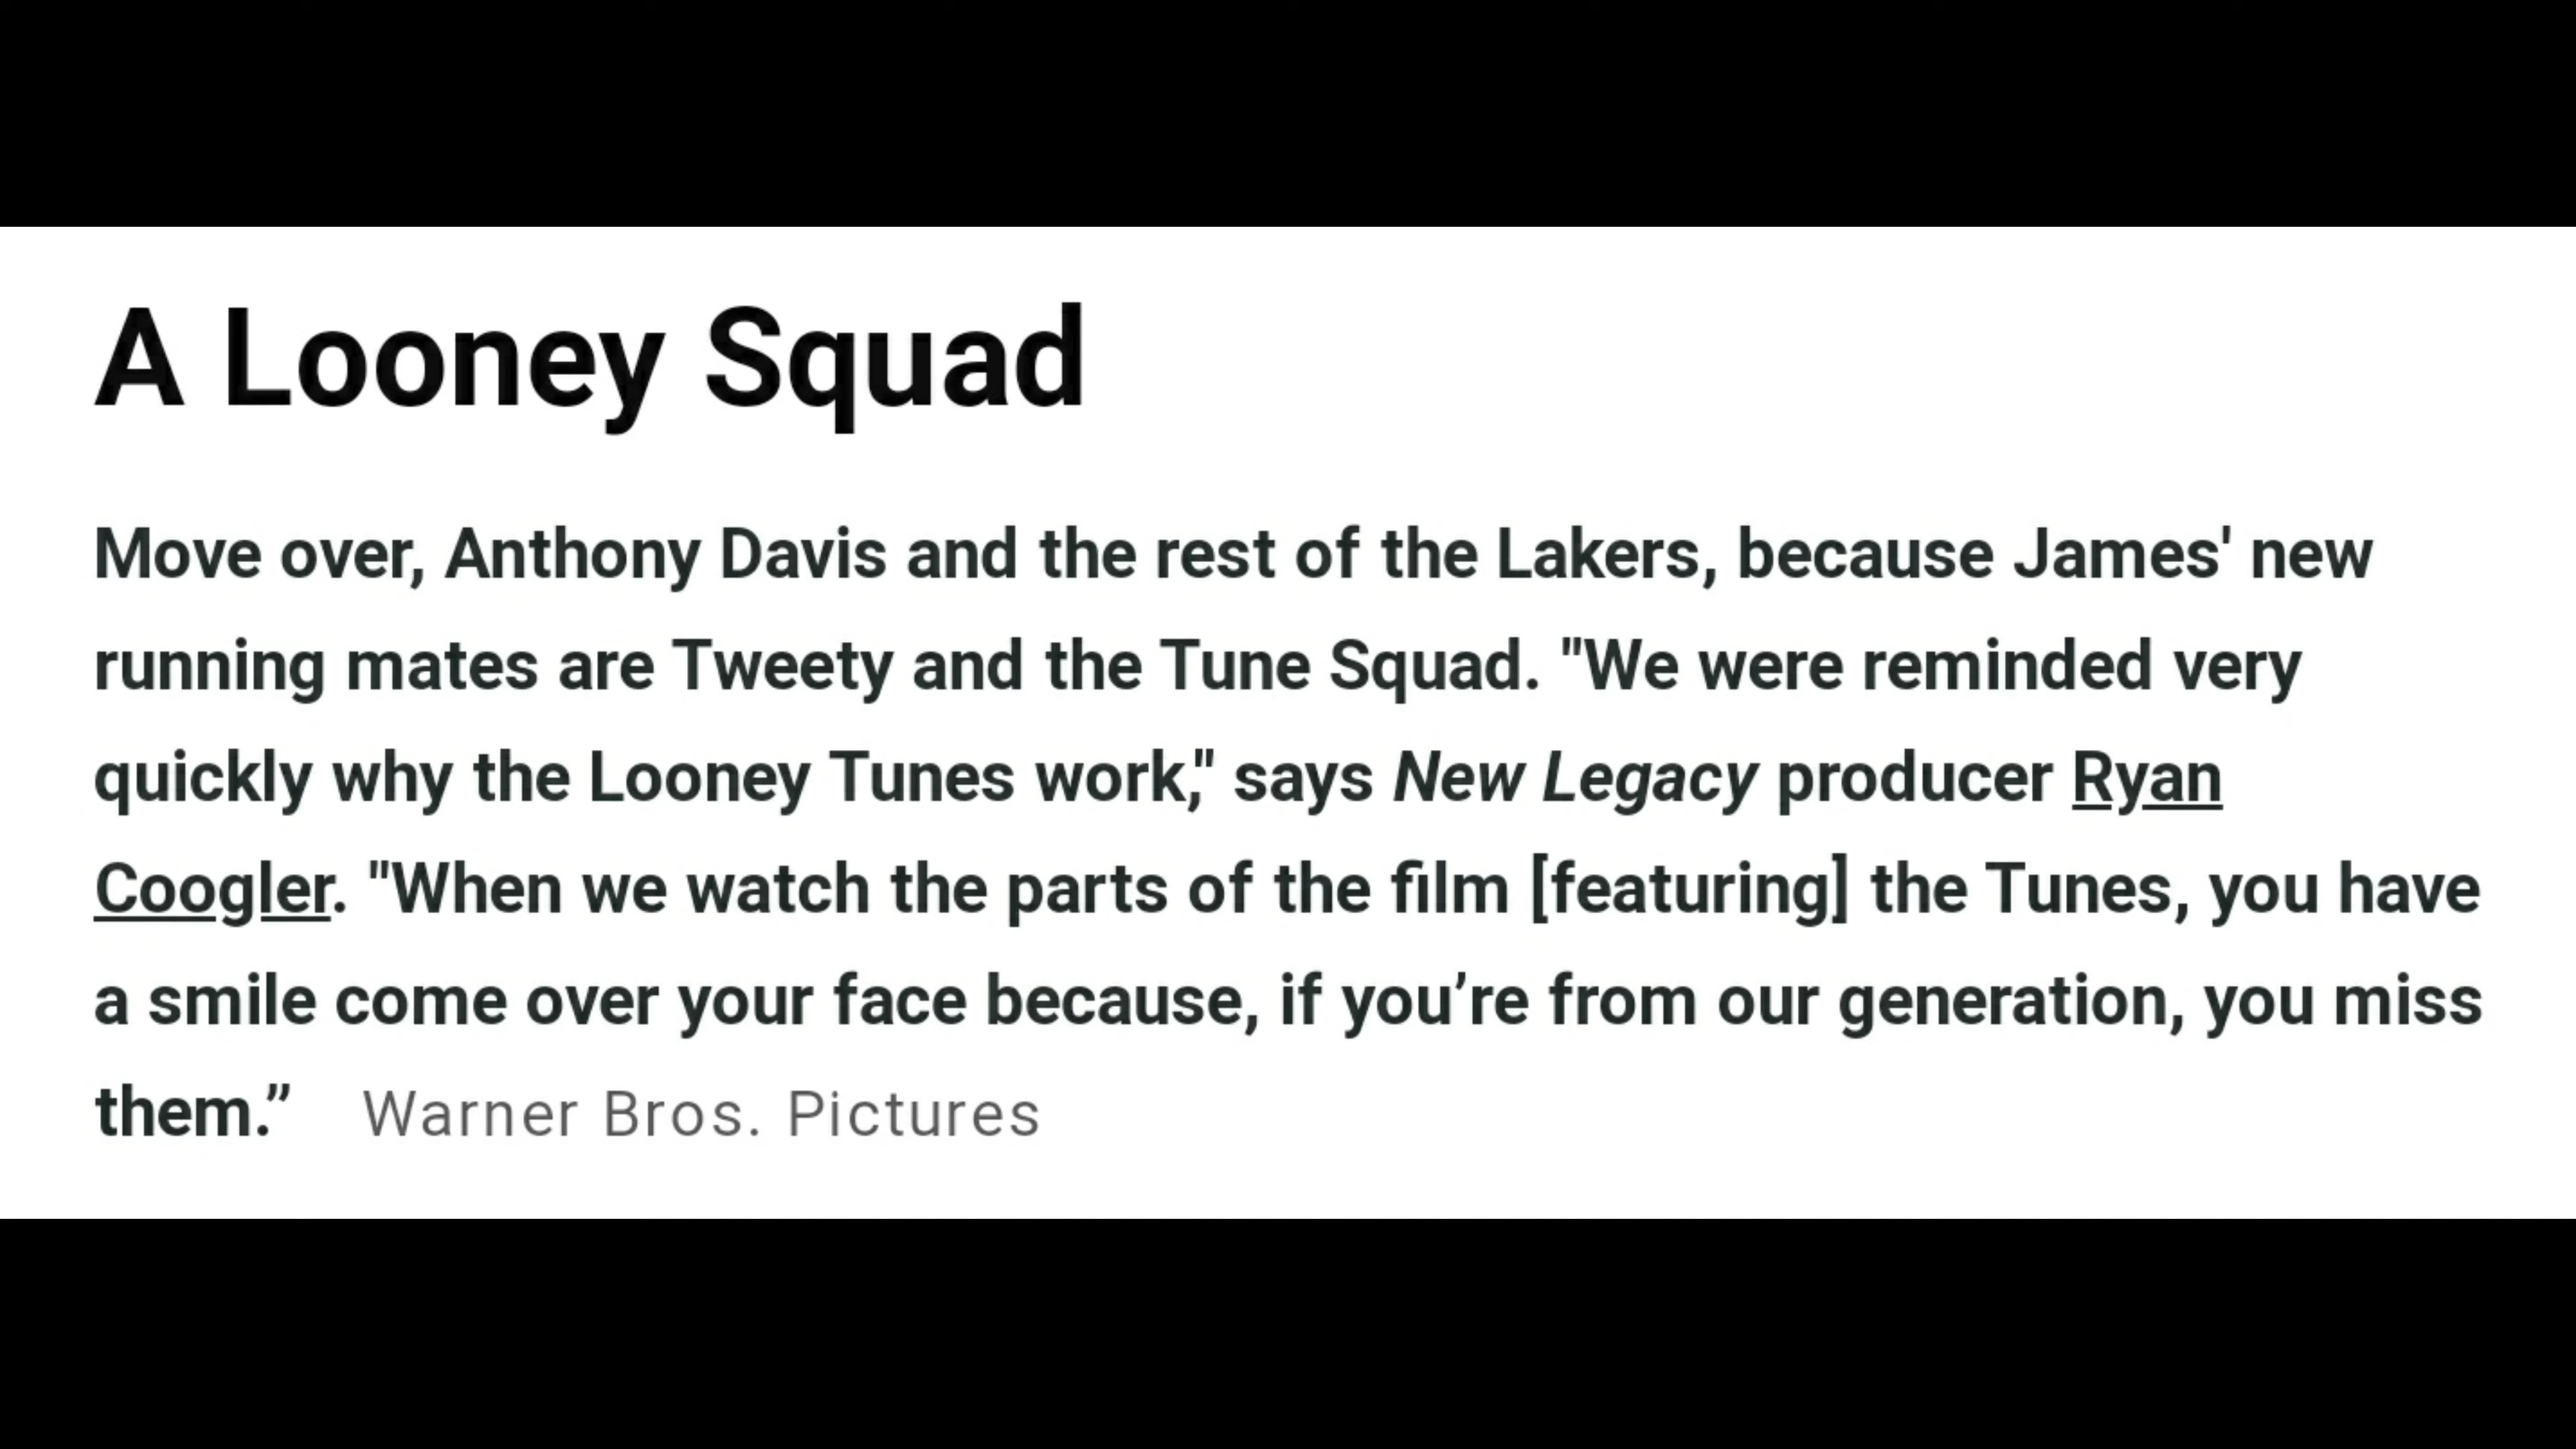 A Looney Squad
Move over, Anthony Davis and the rest of the Lakers, because James' new
running mates are Tweety and the Tune Squad. "We were reminded very
quickly why the Looney Tunes work," says New Legacy producer Ryan
Coogler. "When we watch the parts of the film [featuring] the Tunes, you have
a smile come over your face because, if you’re from our generation, you miss
them.” Warner Bros. Pictures